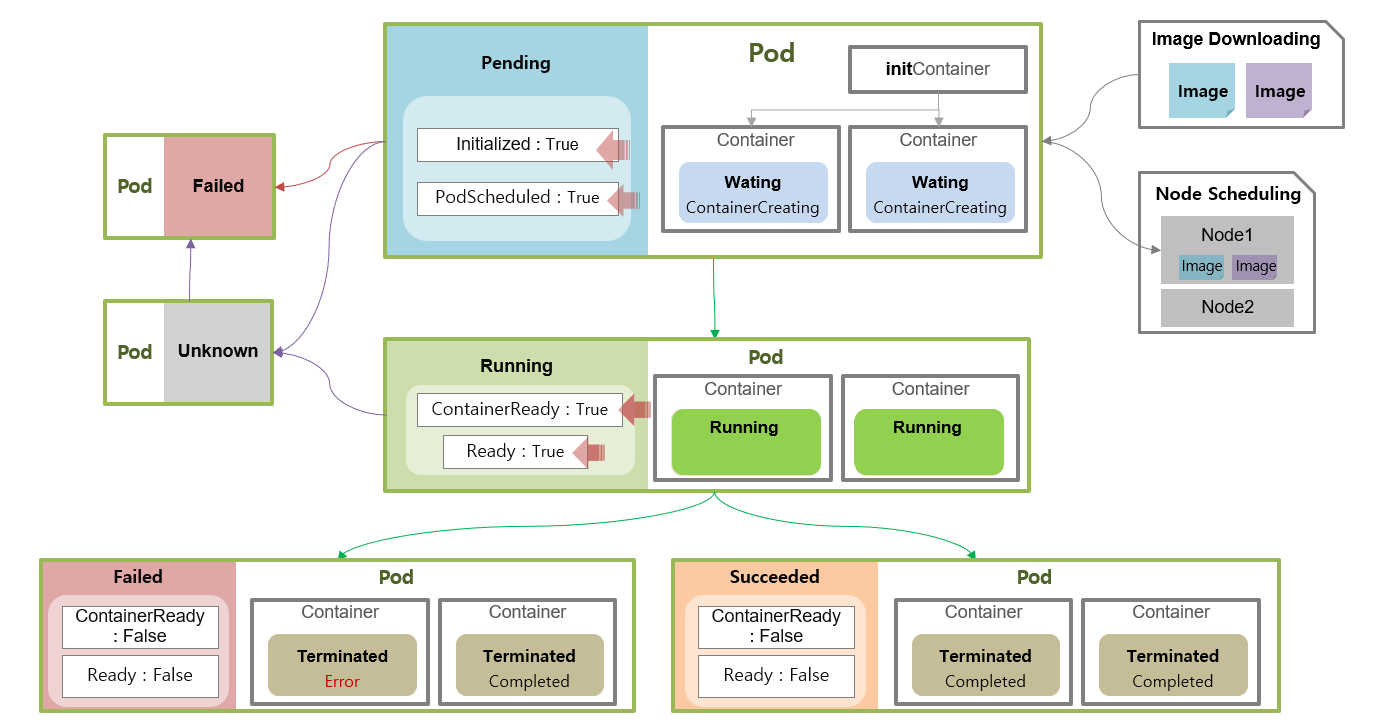 Pending
Initialized : True
PodScheduled : True
Pod
initContainer
Container
Wating
ContainerCreating
Container
Wating
ContainerCreating
Image Downloading
Image
Image
Node Scheduling
Node1
Image
Image
Node2
Pod
Failed
Pod
Unknown
Running
ContainerReady : True
Ready : True
Pod
Container
Running
Container
Running
Failed
ContainerReady
: False
Ready : False
Pod
Container
Terminated
Error
Container
Terminated
Completed
Succeeded
ContainerReady
: False
Ready : False
Pod
Container
Terminated
Completed
Container
Terminated
Completed